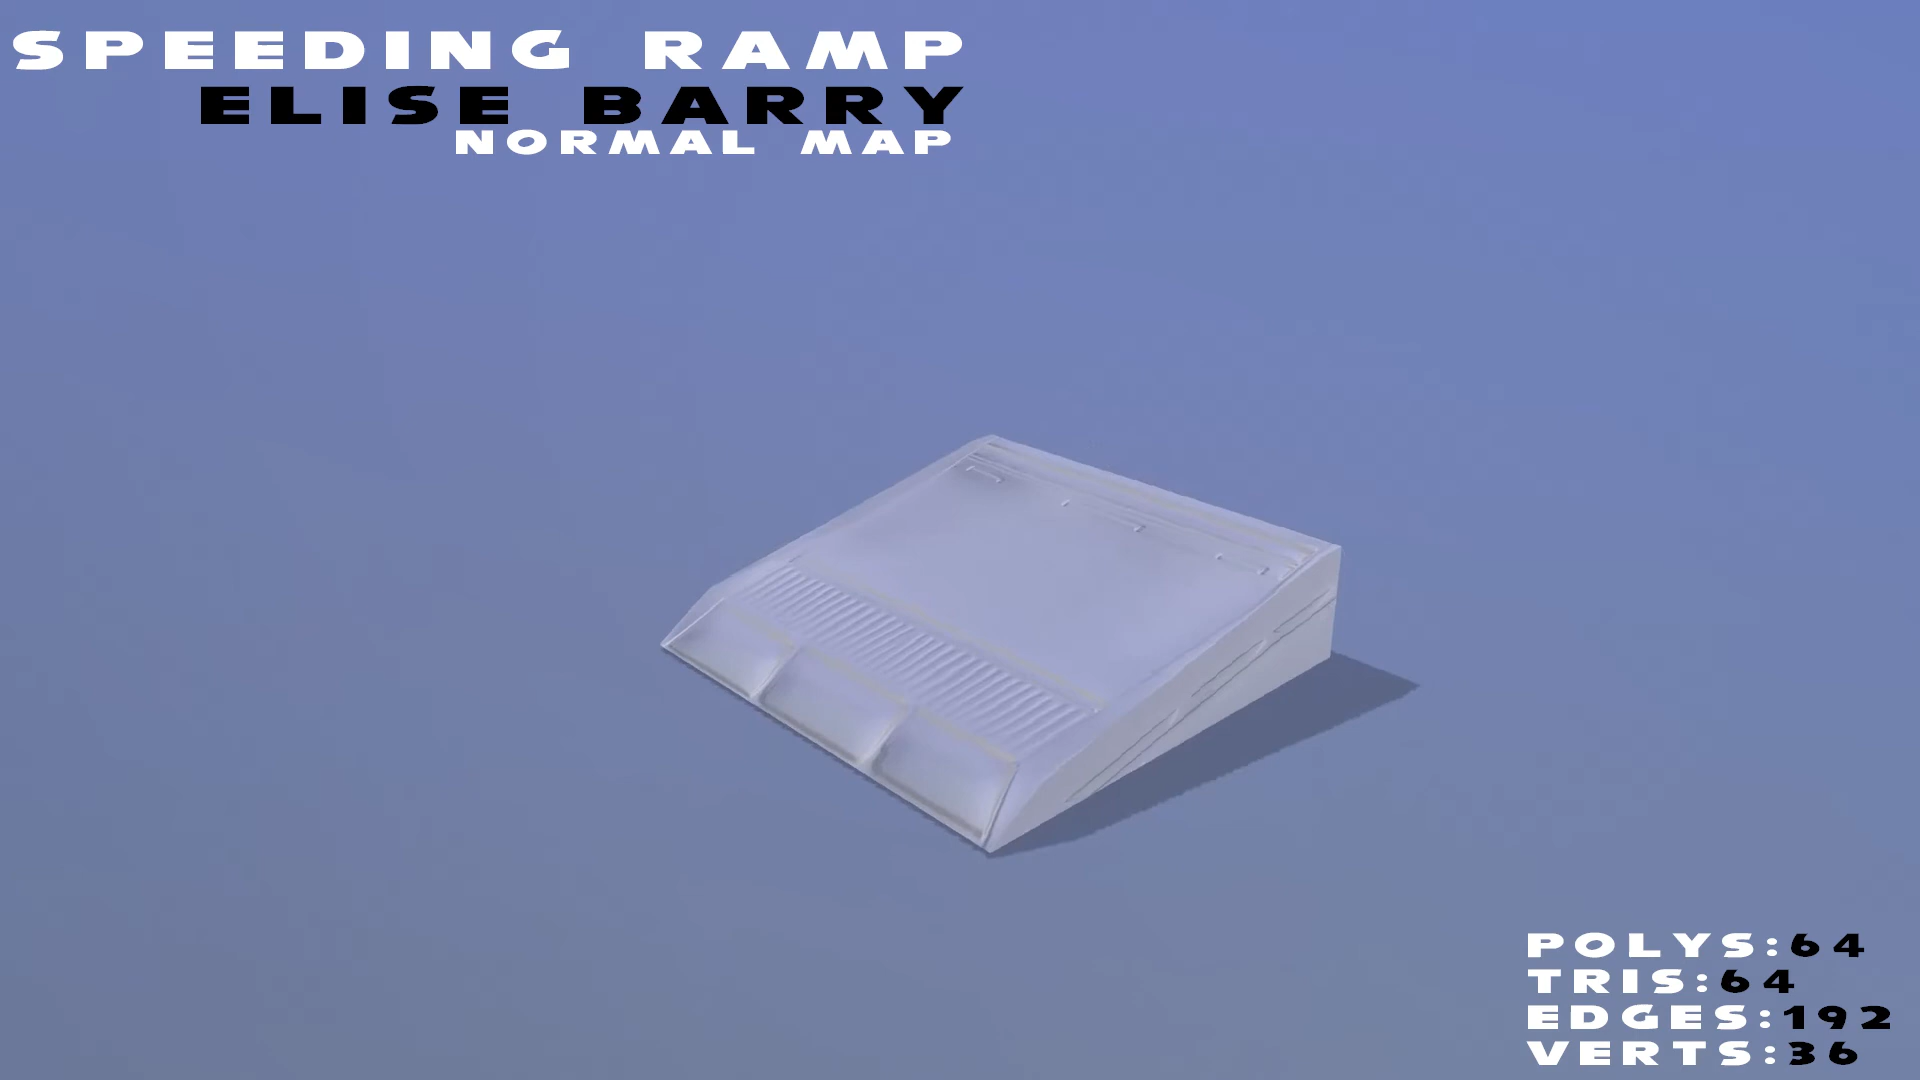 SPEEDING RAMP
ELISE BARRY
NORMAL MAP
POLYS:64
TRIS:64
EDGES:192
VERTS:36